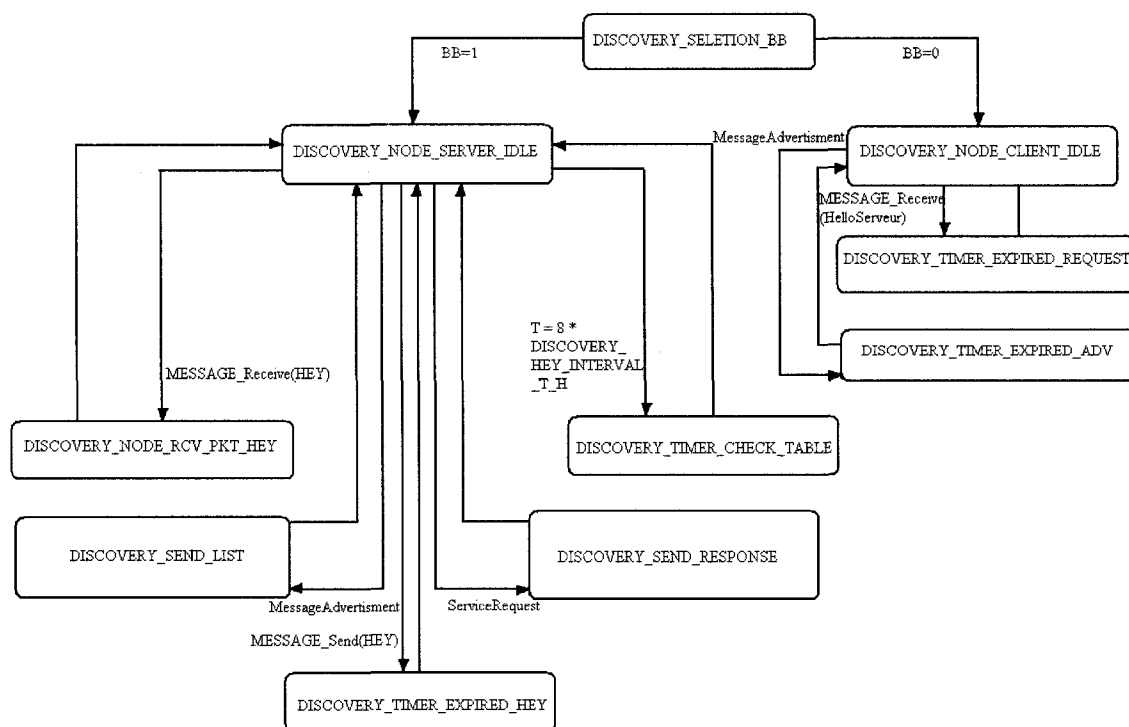 DISCOVERY_SELETION_BB
BB=1
BB=0
DISCOVERY_NODE_SERVER_IDLE
MessageAdvertisment
DISCOVERY_NODE_CLIENT_IDLE
MESSAGE_Receive
(HelloServeur)
DISCOVERY_TIMER_EXPIRED_REQUEST
T = 8 *
DISCOVERY_
HEY_INTERVAL
_T_H
DISCOVERY_TIMER_EXPIRED_ADV
MESSAGE_Receive(HEY)
DISCOVERY_NODE_RCV_PKT_HEY
DISCOVERY_TIMER_CHECK_TABLE
DISCOVERY_SEND_LIST
DISCOVERY_SEND_RESPONSE
MessageAdvertisment
ServiceRequest
MESSAGE_Send(HEY)
DISCOVERY_TIMER_EXPIRED_HEY